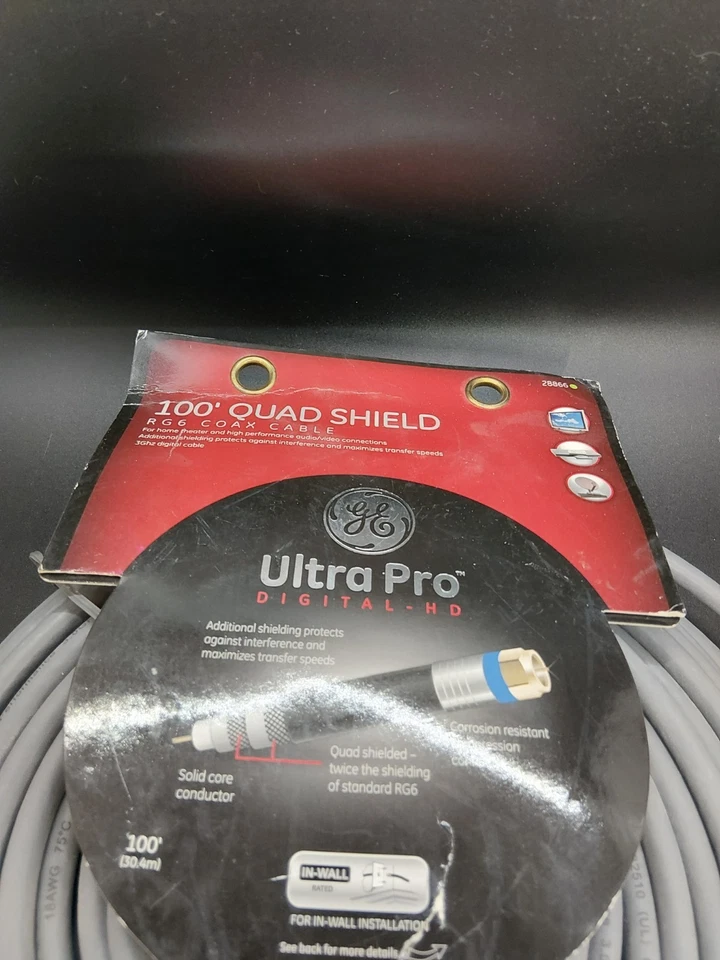 28866
100' QUAD SHIELD
RG6 COAX CABLE
For home theater and high performance audio/video connections
Additional shielding protects against interference and maximizes transfer speeds
3Ghz digital cable
GE
Ultra Pro™
DIGITAL-HD
Additional shielding protects
against interference and
maximizes transfer speeds
Corrosion resistant
Quad shielded –
twice the shielding
of standard RG6
Solid core
conductor
100'
(30.4m)
IN-WALL
RATED
FOR IN-WALL INSTALLATION
See back for more details
18AWG 75°C
2510 (UL)